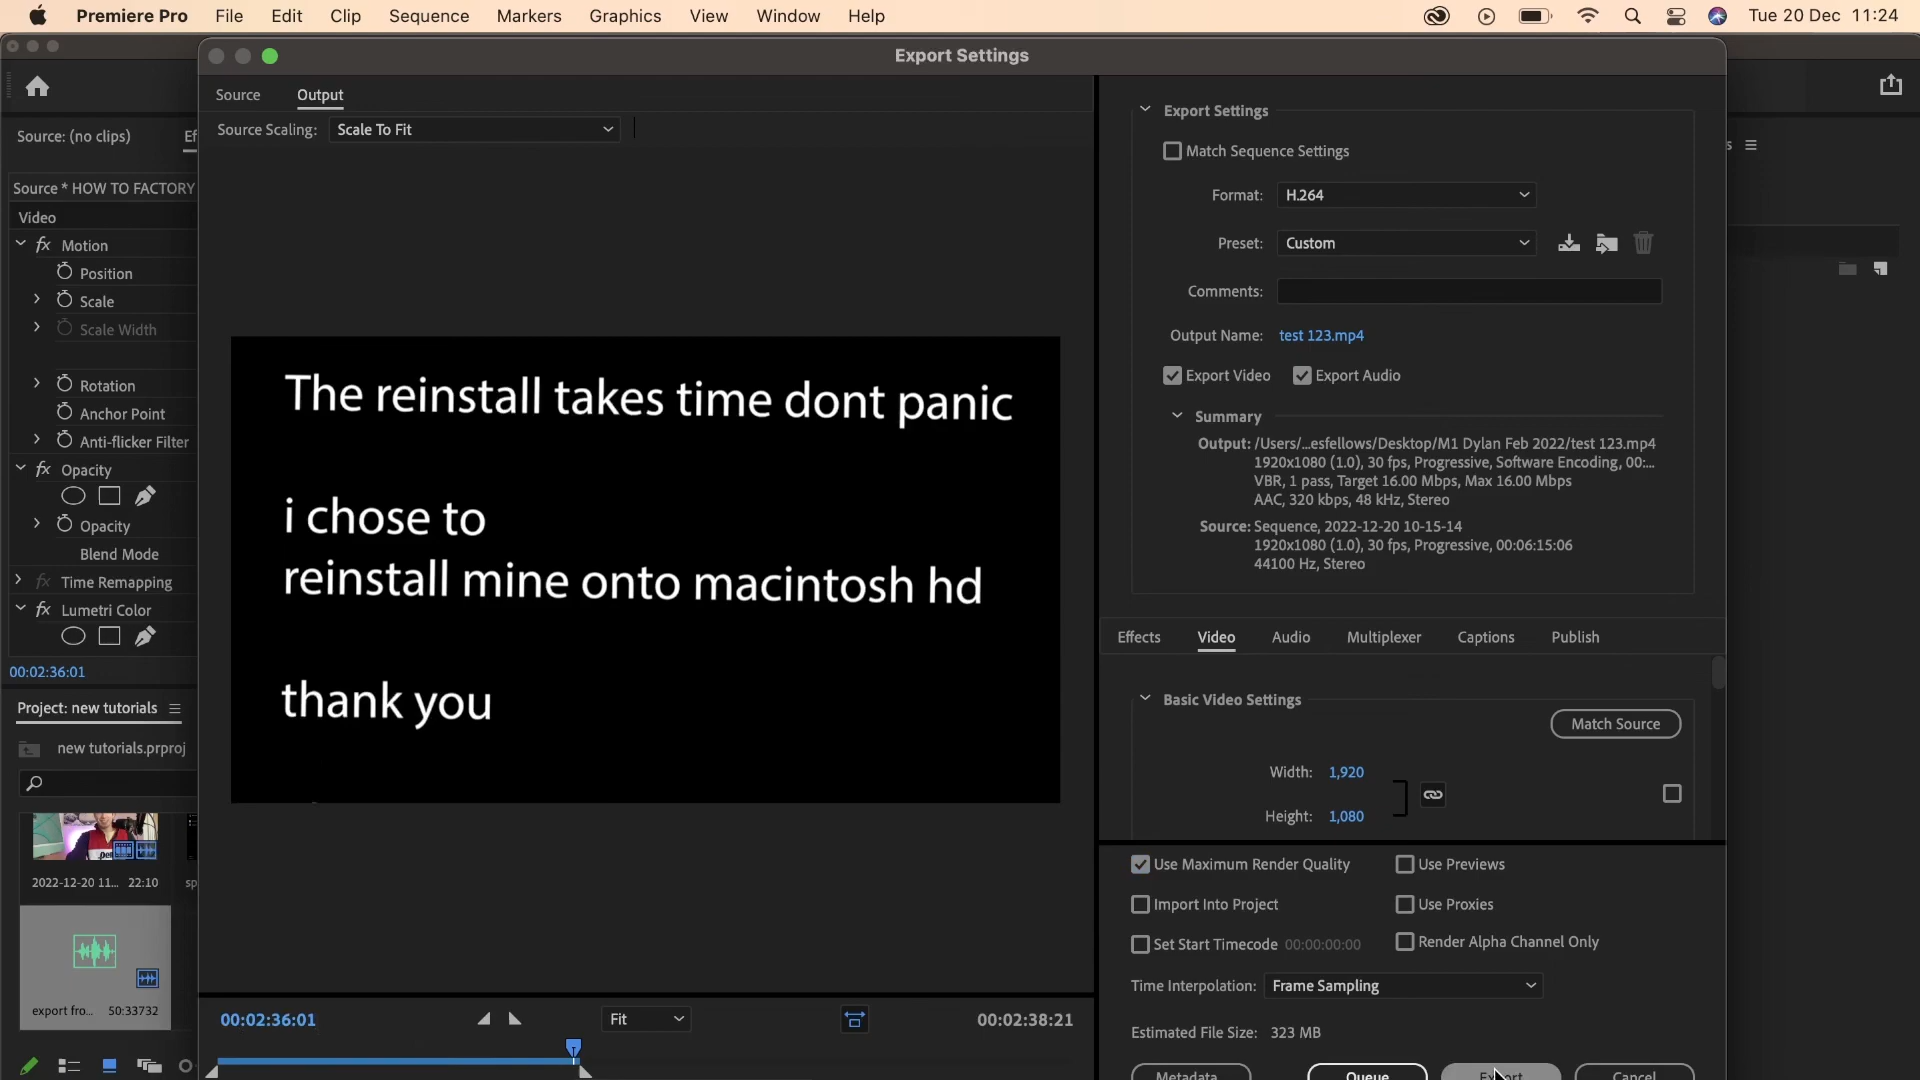 Premiere Pro File Edit Clip Sequence Markers Graphics View Window Help Tue 20 Dec 11:24
Export Settings
Source: (no clips)
Source * HOW TO FACTORY
Video
fx Motion
Position
Scale
Scale Width
Rotation
Anchor Point
Anti-flicker Filter
fx Opacity
Opacity
Blend Mode
fx Time Remapping
fx Lumetri Color
00:02:36:01
Project: new tutorials
new tutorials.prproj
2022-12-20 11... 22:10
export fro... 50:33732
Source Output
Source Scaling: Scale To Fit
The reinstall takes time dont panic
i chose to
reinstall mine onto macintosh hd
thank you
00:02:36:01 Fit 00:02:38:21
Export Settings
Match Sequence Settings
Format: H.264
Preset: Custom
Comments:
Output Name: test 123.mp4
Export Video Export Audio
Summary
Output: /Users/...esfellows/Desktop/M1 Dylan Feb 2022/test 123.mp4
1920x1080 (1.0), 30 fps, Progressive, Software Encoding, 00:...
VBR, 1 pass, Target 16.00 Mbps, Max 16.00 Mbps
AAC, 320 kbps, 48 kHz, Stereo
Source: Sequence, 2022-12-20 10-15-14
1920x1080 (1.0), 30 fps, Progressive, 00:06:15:06
44100 Hz, Stereo
Effects Video Audio Multiplexer Captions Publish
Basic Video Settings
Match Source
Width: 1,920
Height: 1,080
Use Maximum Render Quality Use Previews
Import Into Project Use Proxies
Set Start Timecode 00:00:00:00 Render Alpha Channel Only
Time Interpolation: Frame Sampling
Estimated File Size: 323 MB
Metadata Queue Export Cancel